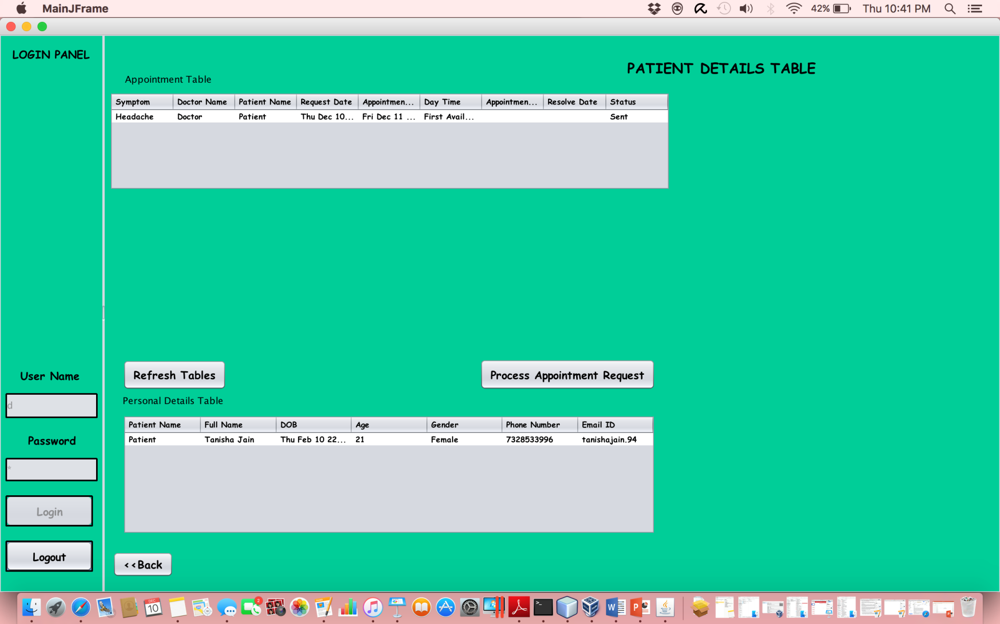 MainJFrame 42% Thu 10:41 PM
LOGIN PANEL
PATIENT DETAILS TABLE
Appointment Table
Symptom Doctor Name Patient Name Request Date Appointmen... Day Time Appointmen... Resolve Date Status
Headache Doctor Patient Thu Dec 10... Fri Dec 11 ... First Avail... Sent
Refresh Tables Process Appointment Request
User Name
Personal Details Table
d
Patient Name Full Name DOB Age Gender Phone Number Email ID
Patient Tanisha Jain Thu Feb 10 22... 21 Female 7328533996 tanishajain.94
Password
*
Login
Logout
<<Back
DEC
10
2
W
P